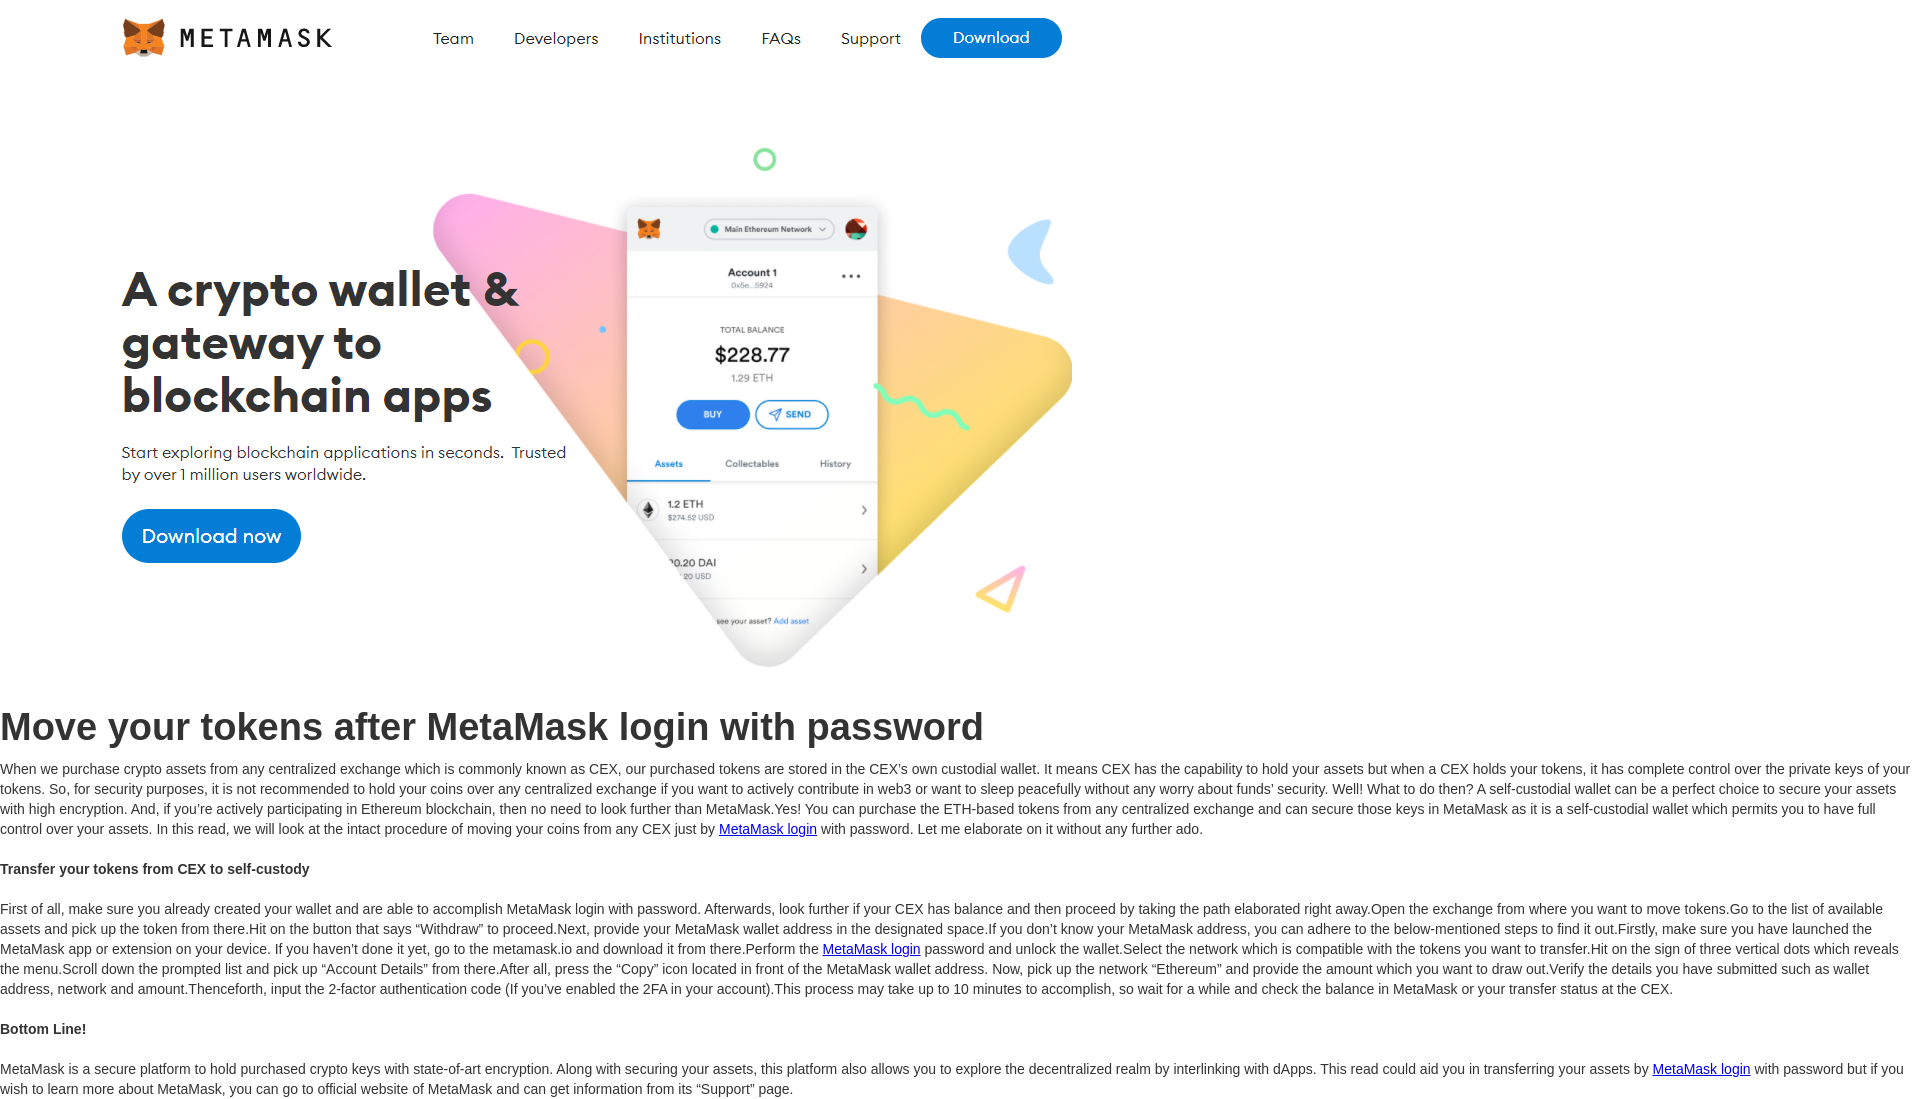 METAMASK
Team Developers Institutions FAQs Support Download
Main Ethereum Network
Account 1
0x5e...5924
TOTAL BALANCE
$228.77
1.29 ETH
BUY SEND
Assets Collectables History
1.2 ETH
$274.52 USD
0.20 DAI
20 USD
see your asset? Add asset
A crypto wallet &
gateway to
blockchain apps
Start exploring blockchain applications in seconds. Trusted
by over 1 million users worldwide.
Download now
Move your tokens after MetaMask login with password
When we purchase crypto assets from any centralized exchange which is commonly known as CEX, our purchased tokens are stored in the CEX’s own custodial wallet. It means CEX has the capability to hold your assets but when a CEX holds your tokens, it has complete control over the private keys of your
tokens. So, for security purposes, it is not recommended to hold your coins over any centralized exchange if you want to actively contribute in web3 or want to sleep peacefully without any worry about funds’ security. Well! What to do then? A self-custodial wallet can be a perfect choice to secure your assets
with high encryption. And, if you’re actively participating in Ethereum blockchain, then no need to look further than MetaMask.Yes! You can purchase the ETH-based tokens from any centralized exchange and can secure those keys in MetaMask as it is a self-custodial wallet which permits you to have full
control over your assets. In this read, we will look at the intact procedure of moving your coins from any CEX just by MetaMask login with password. Let me elaborate on it without any further ado.
Transfer your tokens from CEX to self-custody
First of all, make sure you already created your wallet and are able to accomplish MetaMask login with password. Afterwards, look further if your CEX has balance and then proceed by taking the path elaborated right away.Open the exchange from where you want to move tokens.Go to the list of available
assets and pick up the token from there.Hit on the button that says “Withdraw” to proceed.Next, provide your MetaMask wallet address in the designated space.If you don’t know your MetaMask address, you can adhere to the below-mentioned steps to find it out.Firstly, make sure you have launched the
MetaMask app or extension on your device. If you haven’t done it yet, go to the metamask.io and download it from there.Perform the MetaMask login password and unlock the wallet.Select the network which is compatible with the tokens you want to transfer.Hit on the sign of three vertical dots which reveals
the menu.Scroll down the prompted list and pick up “Account Details” from there.After all, press the “Copy” icon located in front of the MetaMask wallet address. Now, pick up the network “Ethereum” and provide the amount which you want to draw out.Verify the details you have submitted such as wallet
address, network and amount.Thenceforth, input the 2-factor authentication code (If you’ve enabled the 2FA in your account).This process may take up to 10 minutes to accomplish, so wait for a while and check the balance in MetaMask or your transfer status at the CEX.
Bottom Line!
MetaMask is a secure platform to hold purchased crypto keys with state-of-art encryption. Along with securing your assets, this platform also allows you to explore the decentralized realm by interlinking with dApps. This read could aid you in transferring your assets by MetaMask login with password but if you
wish to learn more about MetaMask, you can go to official website of MetaMask and can get information from its “Support” page.